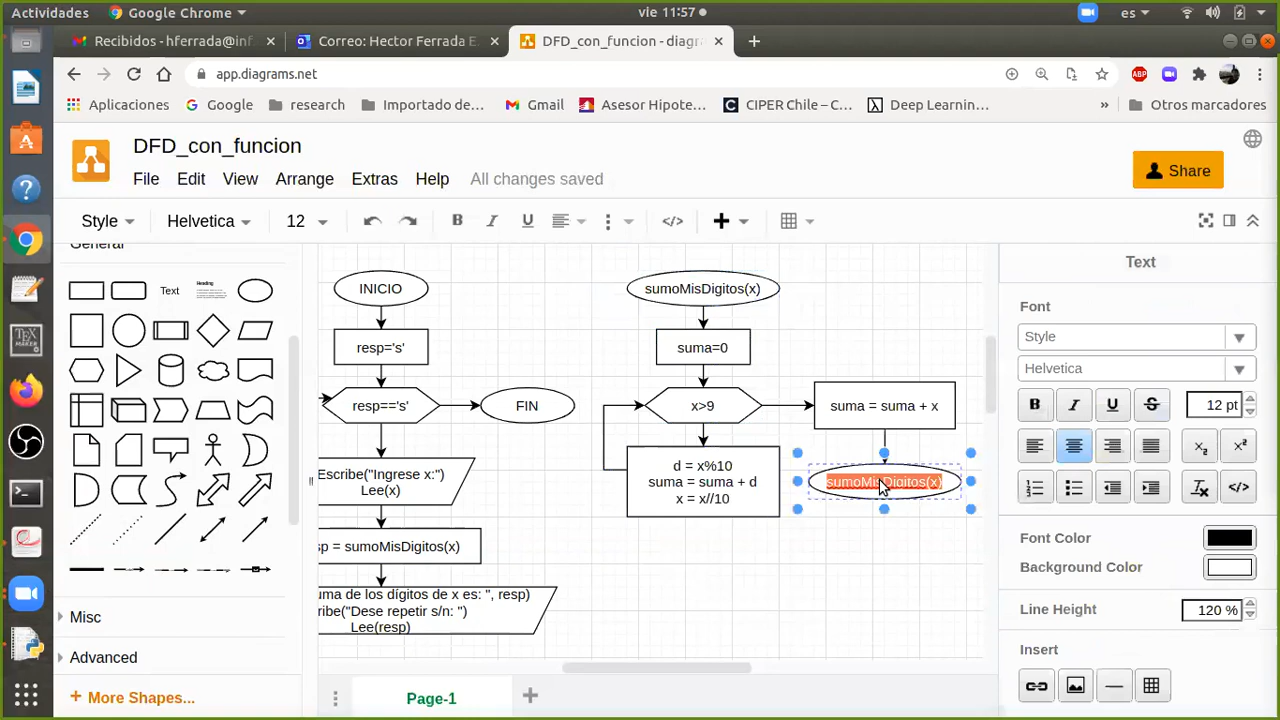 Actividades
Google Chrome
vie 11:57
es
Recibidos - hferrada@inf
Correo: Hector Ferrada E
DFD_con_funcion - diagra
app.diagrams.net
ABP
Aplicaciones
Google
research
Importado de…
Gmail
Asesor Hipote…
CIPER Chile – C…
Deep Learnin…
»
Otros marcadores
DFD_con_funcion
File Edit View Arrange Extras Help All changes saved
Share
Style
Helvetica
12
B I U
</>
General
Text
Heading
Misc
Advanced
+ More Shapes...
INICIO
resp='s'
resp=='s'
FIN
Escribe("Ingrese x:")
Lee(x)
sp = sumoMisDigitos(x)
uma de los dígitos de x es: ", resp)
ribe("Dese repetir s/n: ")
Lee(resp)
sumoMisDigitos(x)
suma=0
x>9
suma = suma + x
d = x%10
suma = suma + d
x = x//10
sumoMisDigitos(x)
Page-1
Text
Font
Style
Helvetica
B I U S
12 pt
Font Color
Background Color
Line Height
120 %
Insert